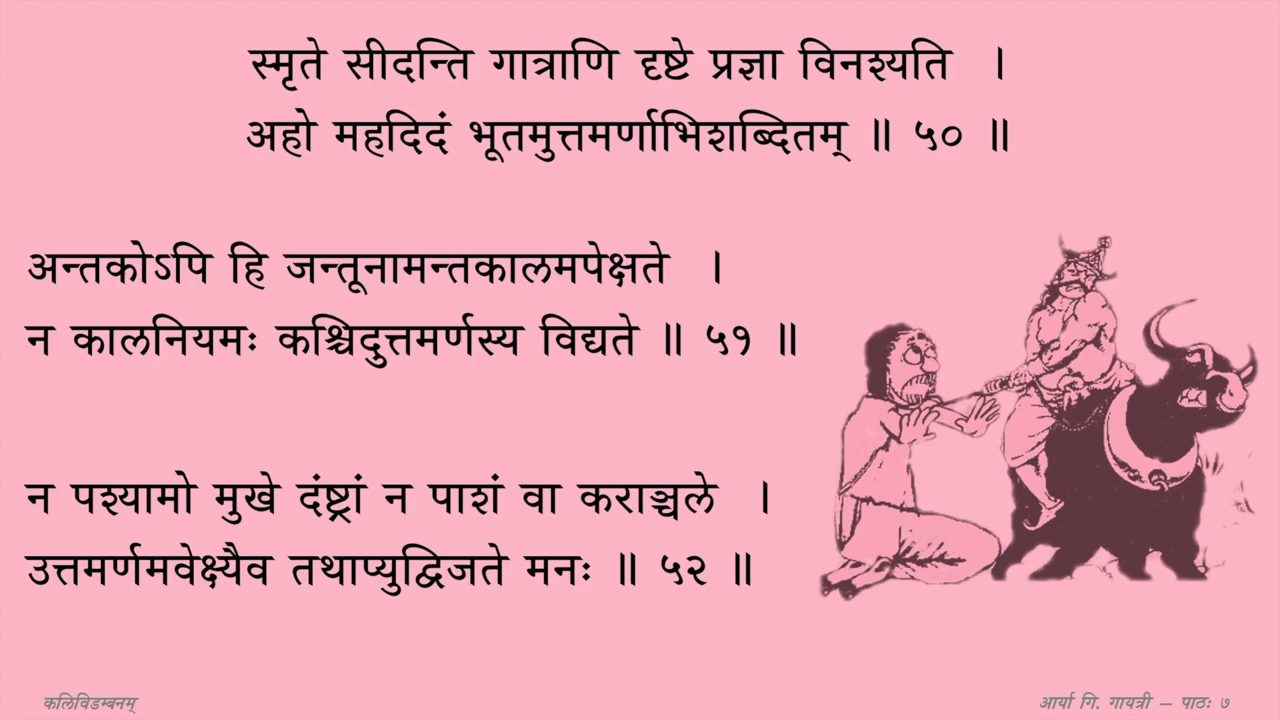 स्मृते सीदन्ति गात्राणि दृष्टे प्रज्ञा विनश्यति ।
अहो महदिदं भूतमुत्तमर्णाभिशब्दितम् ॥ ५० ॥
अन्तकोऽपि हि जन्तूनामन्तकालमपेक्षते ।
न कालनियमः कश्चिदुत्तमर्णस्य विद्यते ॥ ५१ ॥
न पश्यामो मुखे दंष्ट्रां न पाशं वा कराञ्चले ।
उत्तमर्णमवेक्ष्यैव तथाप्युद्विजते मनः ॥ ५२ ॥
कलिविडम्बनम्
आर्या गि. गायत्री – पाठः ७